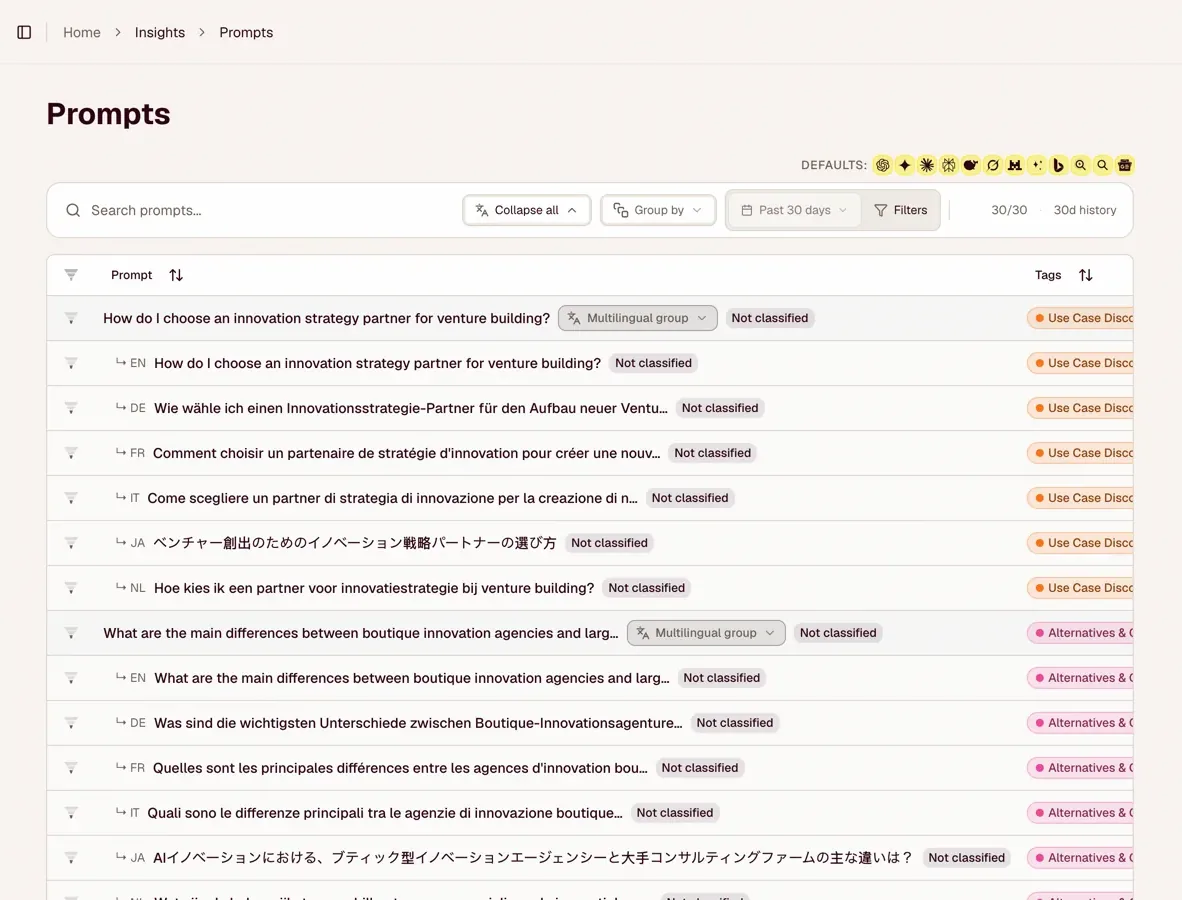 Home > Insights > Prompts
Prompts
DEFAULTS:
Search prompts... Collapse all Group by Past 30 days Filters 30/30 · 30d history
Prompt Tags
How do I choose an innovation strategy partner for venture building? Multilingual group Not classified Use Case Disco
EN How do I choose an innovation strategy partner for venture building? Not classified Use Case Disco
DE Wie wähle ich einen Innovationsstrategie-Partner für den Aufbau neuer Ventu... Not classified Use Case Disco
FR Comment choisir un partenaire de stratégie d'innovation pour créer une nouv... Not classified Use Case Disco
IT Come scegliere un partner di strategia di innovazione per la creazione di n... Not classified Use Case Disco
JA ベンチャー創出のためのイノベーション戦略パートナーの選び方 Not classified Use Case Disco
NL Hoe kies ik een partner voor innovatiestrategie bij venture building? Not classified Use Case Disco
What are the main differences between boutique innovation agencies and larg... Multilingual group Not classified Alternatives & C
EN What are the main differences between boutique innovation agencies and larg... Not classified Alternatives & C
DE Was sind die wichtigsten Unterschiede zwischen Boutique-Innovationsagenture... Not classified Alternatives & C
FR Quelles sont les principales différences entre les agences d'innovation bou... Not classified Alternatives & C
IT Quali sono le differenze principali tra le agenzie di innovazione boutique... Not classified Alternatives & C
JA AIイノベーションにおける、ブティック型イノベーションエージェンシーと大手コンサルティングファームの主な違いは？ Not classified Alternatives & C